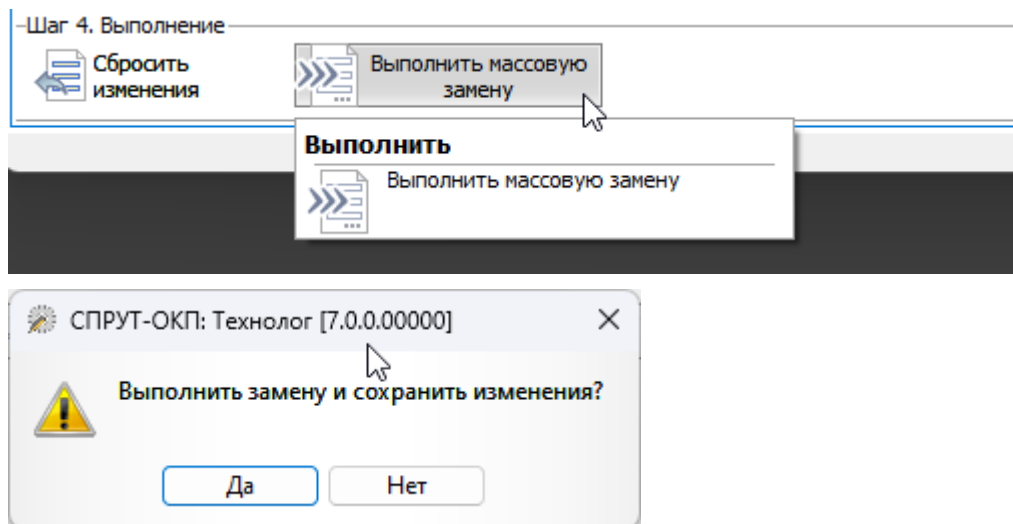 Шаг 4. Выполнение
Сбросить
изменения
Выполнить массовую
замену
Выполнить
Выполнить массовую замену
СПРУТ-ОКП: Технолог [7.0.0.00000]
Выполнить замену и сохранить изменения?
Да
Нет